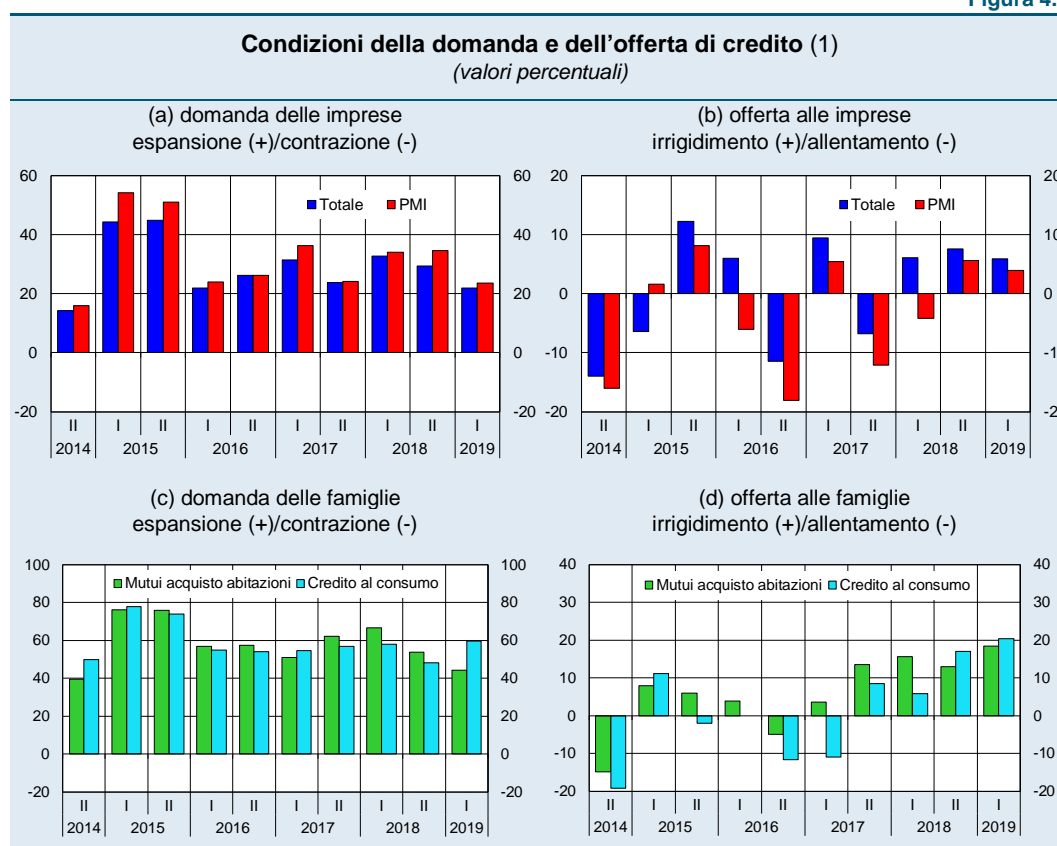 Figura 4.
Condizioni della domanda e dell'offerta di credito (1)
(valori percentuali)
(a) domanda delle imprese
espansione (+)/contrazione (-)
60 60
40 40
20 20
0 0
-20 -20
Totale PMI
II I II I II I II I II I
2014 2015 2016 2017 2018 2019
(b) offerta alle imprese
irrigidimento (+)/allentamento (-)
20 20
10 10
0 0
-10 -1
-20 -2
Totale PMI
II I II I II I II I II I
2014 2015 2016 2017 2018 2019
(c) domanda delle famiglie
espansione (+)/contrazione (-)
100 100
80 80
60 60
40 40
20 20
0 0
-20 -20
Mutui acquisto abitazioni Credito al consumo
II I II I II I II I II I
2014 2015 2016 2017 2018 2019
(d) offerta alle famiglie
irrigidimento (+)/allentamento (-)
40 40
30 30
20 20
10 10
0 0
-10 -10
-20 -20
Mutui acquisto abitazioni Credito al consumo
II I II I II I II I II I
2014 2015 2016 2017 2018 2019